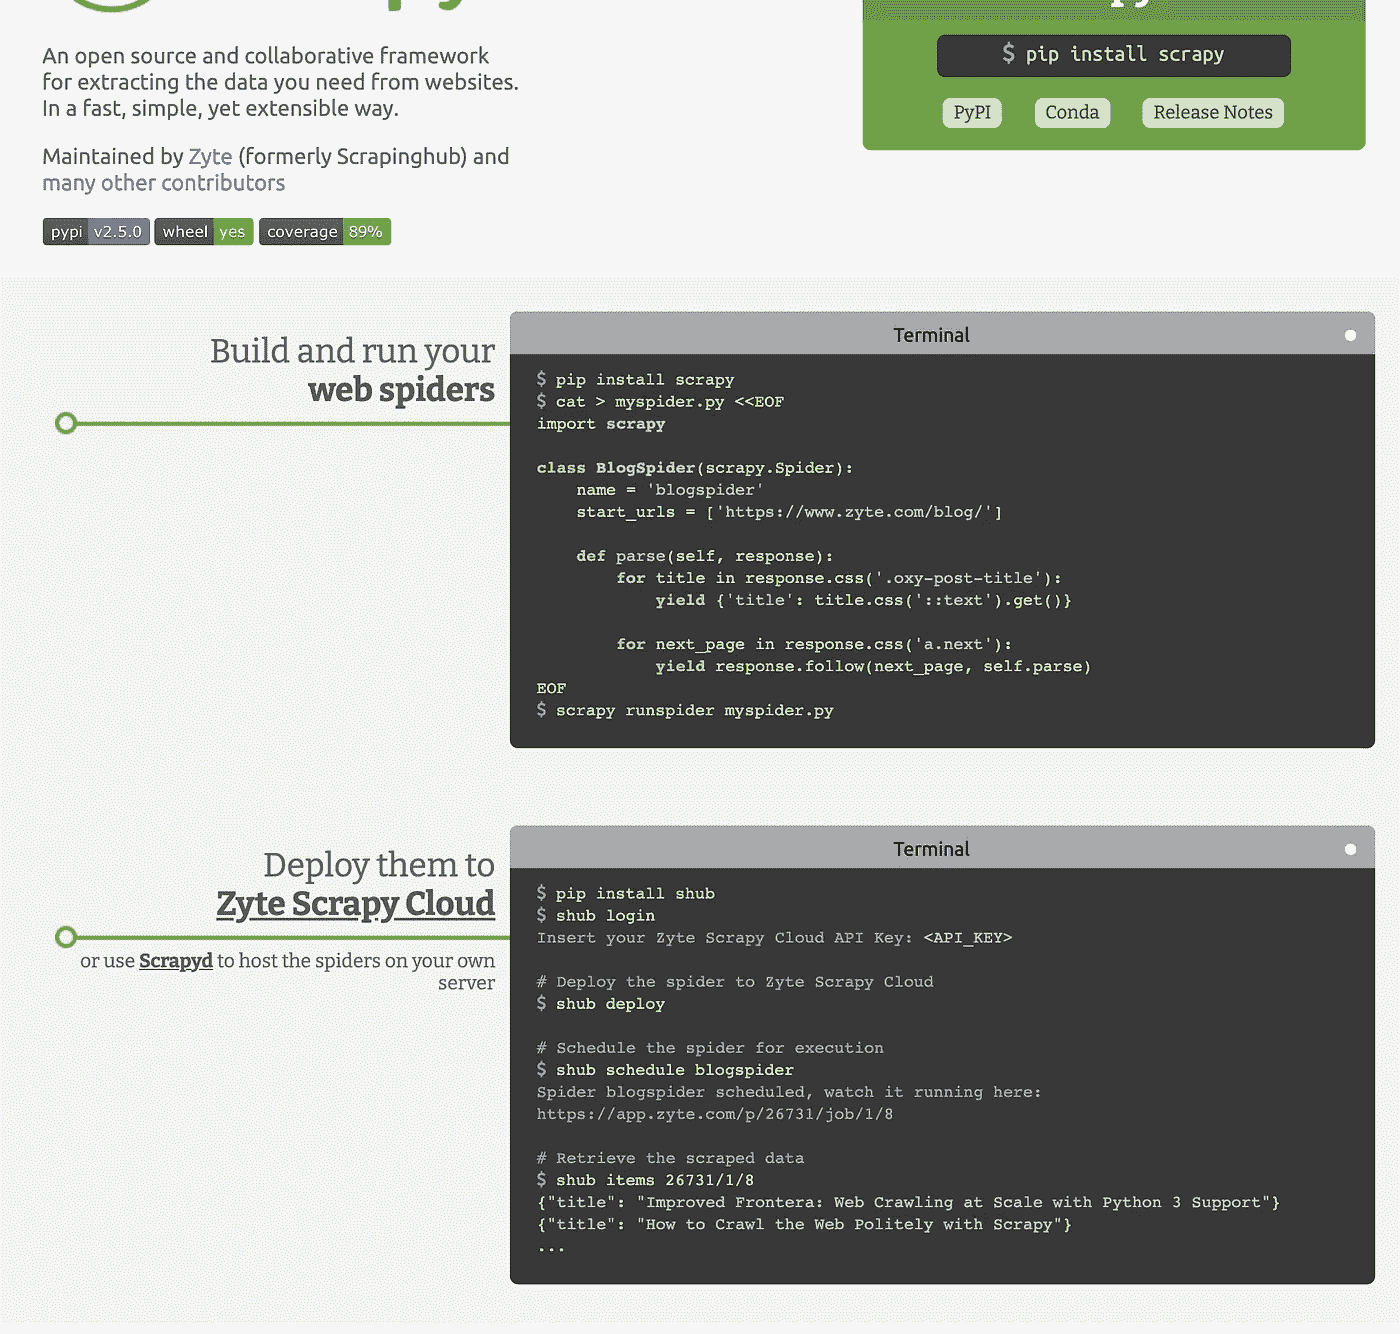 An open source and collaborative framework
for extracting the data you need from websites.
In a fast, simple, yet extensible way.
Maintained by Zyte (formerly Scrapinghub) and
many other contributors
pypi v2.5.0 wheel yes coverage 89%
$ pip install scrapy
PyPI Conda Release Notes
Build and run your
web spiders
Terminal
$ pip install scrapy
$ cat > myspider.py <<EOF
import scrapy
class BlogSpider(scrapy.Spider):
    name = 'blogspider'
    start_urls = ['https://www.zyte.com/blog/']
    def parse(self, response):
        for title in response.css('.oxy-post-title'):
            yield {'title': title.css('::text').get()}
        for next_page in response.css('a.next'):
            yield response.follow(next_page, self.parse)
EOF
$ scrapy runspider myspider.py
Deploy them to
Zyte Scrapy Cloud
or use Scrapyd to host the spiders on your own
server
Terminal
$ pip install shub
$ shub login
Insert your Zyte Scrapy Cloud API Key: <API_KEY>
# Deploy the spider to Zyte Scrapy Cloud
$ shub deploy
# Schedule the spider for execution
$ shub schedule blogspider
Spider blogspider scheduled, watch it running here:
https://app.zyte.com/p/26731/job/1/8
# Retrieve the scraped data
$ shub items 26731/1/8
{"title": "Improved Frontera: Web Crawling at Scale with Python 3 Support"}
{"title": "How to Crawl the Web Politely with Scrapy"}
...